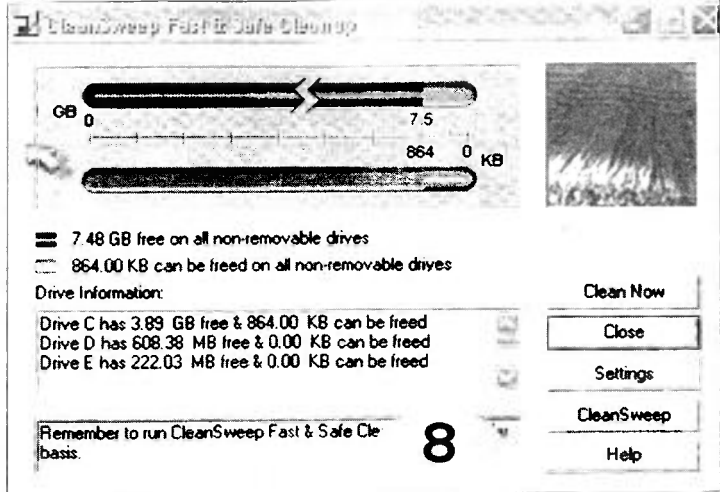 CleanSweep Fast & Safe Cleanup
GB
0
7.5
864
0
KB
7.48 GB free on all non-removable drives
864.00 KB can be freed on all non-removable drives
Drive Information:
Drive C has 3.89 GB free & 864.00 KB can be freed
Drive D has 608.38 MB free & 0.00 KB can be freed
Drive E has 222.03 MB free & 0.00 KB can be freed
Remember to run CleanSweep Fast & Safe Cle
basis.
8
Clean Now
Close
Settings
CleanSweep
Help